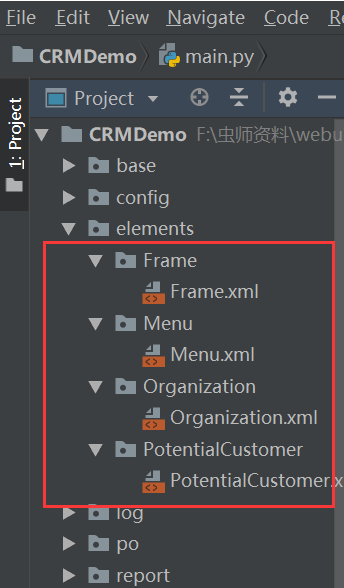 File Edit View Navigate Code R
CRMDemo main.py
1: Project
Project
CRMDemo F:\虫师资料\webu
base
config
elements
Frame
Frame.xml
Menu
Menu.xml
Organization
Organization.xml
PotentialCustomer
PotentialCustomer.x
log
po
report